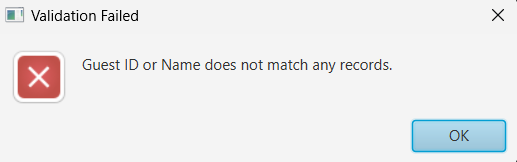 Validation Failed
Guest ID or Name does not match any records.
OK